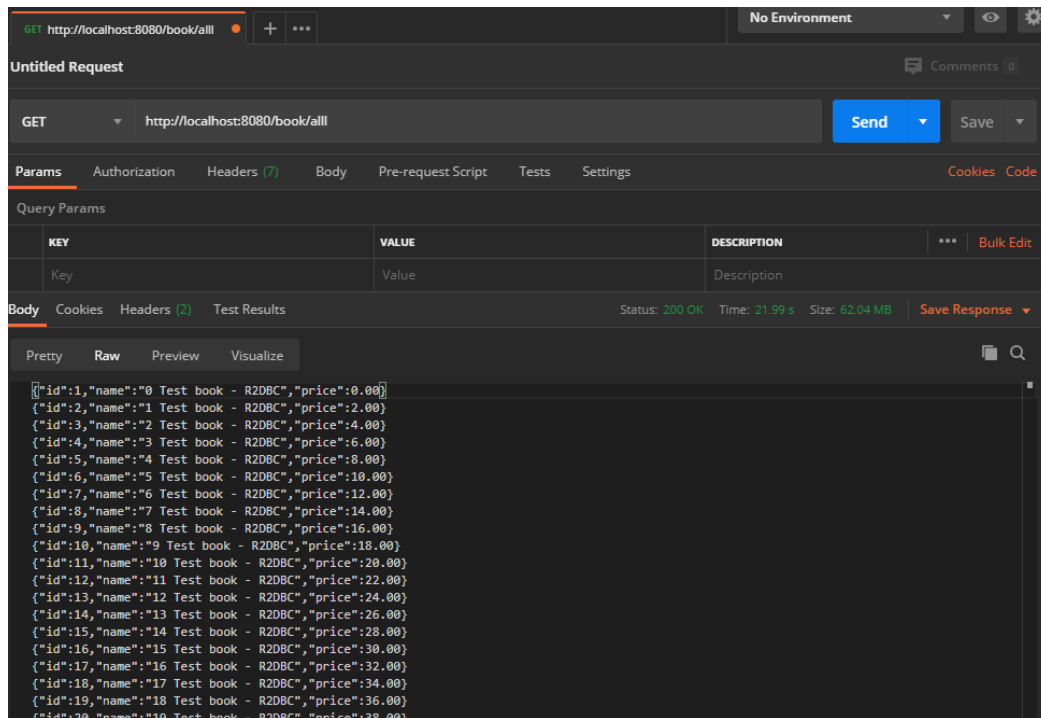 GET http://localhost:8080/book/alll + ••• No Environment
Untitled Request Comments 0
GET http://localhost:8080/book/alll Send Save
Params Authorization Headers (7) Body Pre-request Script Tests Settings Cookies Code
Query Params
KEY VALUE DESCRIPTION ••• Bulk Edit
Key Value Description
Body Cookies Headers (2) Test Results Status: 200 OK Time: 21.99 s Size: 62.04 MB Save Response
Pretty Raw Preview Visualize
{"id":1,"name":"0 Test book - R2DBC","price":0.00}
{"id":2,"name":"1 Test book - R2DBC","price":2.00}
{"id":3,"name":"2 Test book - R2DBC","price":4.00}
{"id":4,"name":"3 Test book - R2DBC","price":6.00}
{"id":5,"name":"4 Test book - R2DBC","price":8.00}
{"id":6,"name":"5 Test book - R2DBC","price":10.00}
{"id":7,"name":"6 Test book - R2DBC","price":12.00}
{"id":8,"name":"7 Test book - R2DBC","price":14.00}
{"id":9,"name":"8 Test book - R2DBC","price":16.00}
{"id":10,"name":"9 Test book - R2DBC","price":18.00}
{"id":11,"name":"10 Test book - R2DBC","price":20.00}
{"id":12,"name":"11 Test book - R2DBC","price":22.00}
{"id":13,"name":"12 Test book - R2DBC","price":24.00}
{"id":14,"name":"13 Test book - R2DBC","price":26.00}
{"id":15,"name":"14 Test book - R2DBC","price":28.00}
{"id":16,"name":"15 Test book - R2DBC","price":30.00}
{"id":17,"name":"16 Test book - R2DBC","price":32.00}
{"id":18,"name":"17 Test book - R2DBC","price":34.00}
{"id":19,"name":"18 Test book - R2DBC","price":36.00}
{"id":20,"name":"19 Test book - R2DBC","price":38.00}